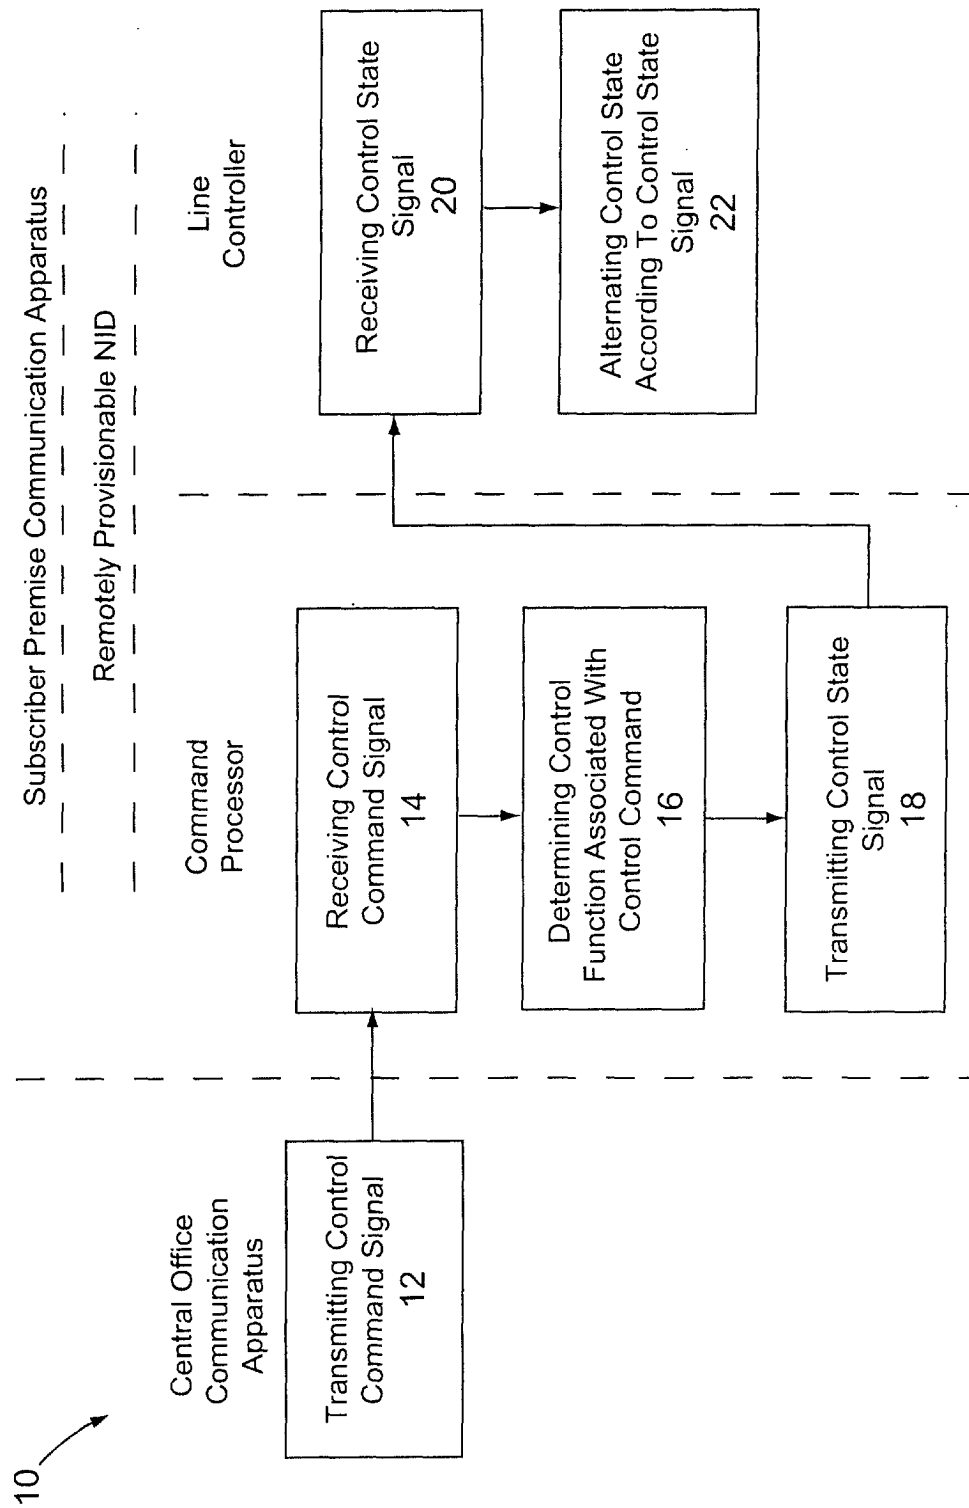 10
Subscriber Premise Communication Apparatus
Remotely Provisionable NID
Central Office
Communication
Apparatus
Transmitting Control
Command Signal
12
Command
Processor
Receiving Control
Command Signal
14
Determining Control
Function Associated With
Control Command
16
Transmitting Control State
Signal
18
Line
Controller
Receiving Control State
Signal
20
Alternating Control State
According To Control State
Signal
22